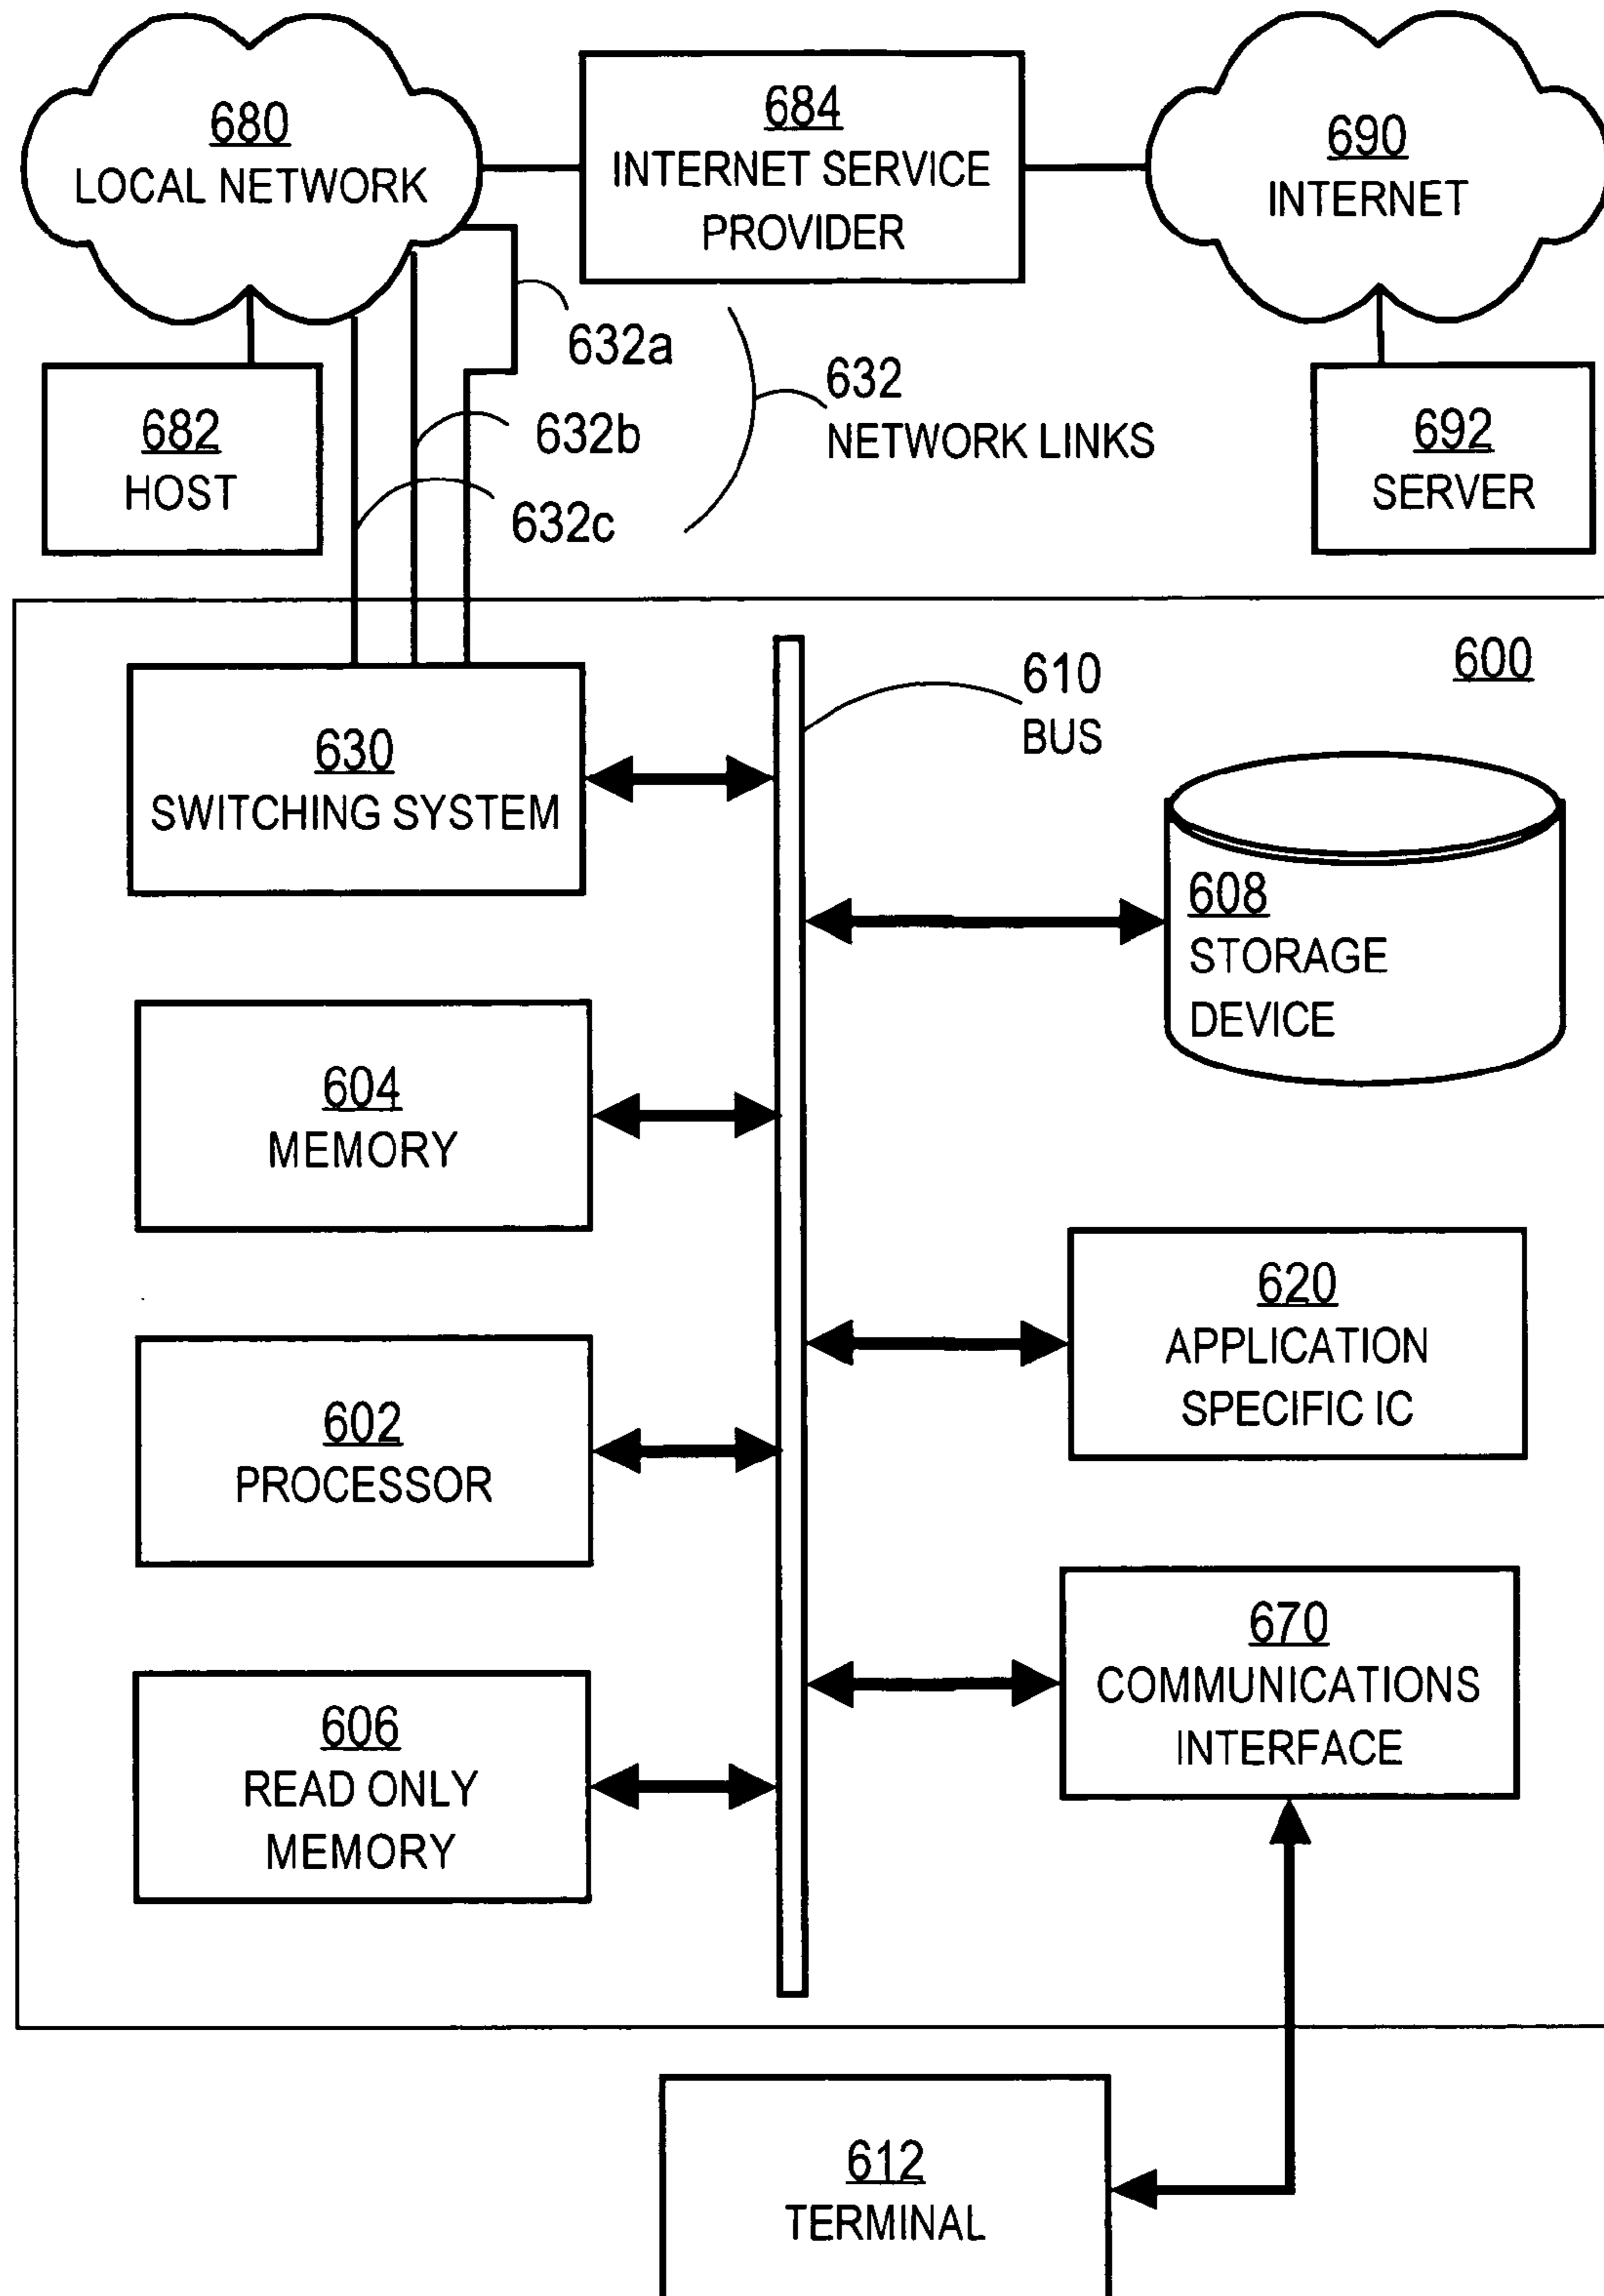 680
LOCAL NETWORK
684
INTERNET SERVICE
PROVIDER
690
INTERNET
632a
632
NETWORK LINKS
632b
632c
682
HOST
692
SERVER
600
610
BUS
630
SWITCHING SYSTEM
608
STORAGE
DEVICE
604
MEMORY
620
APPLICATION
SPECIFIC IC
602
PROCESSOR
670
COMMUNICATIONS
INTERFACE
606
READ ONLY
MEMORY
612
TERMINAL